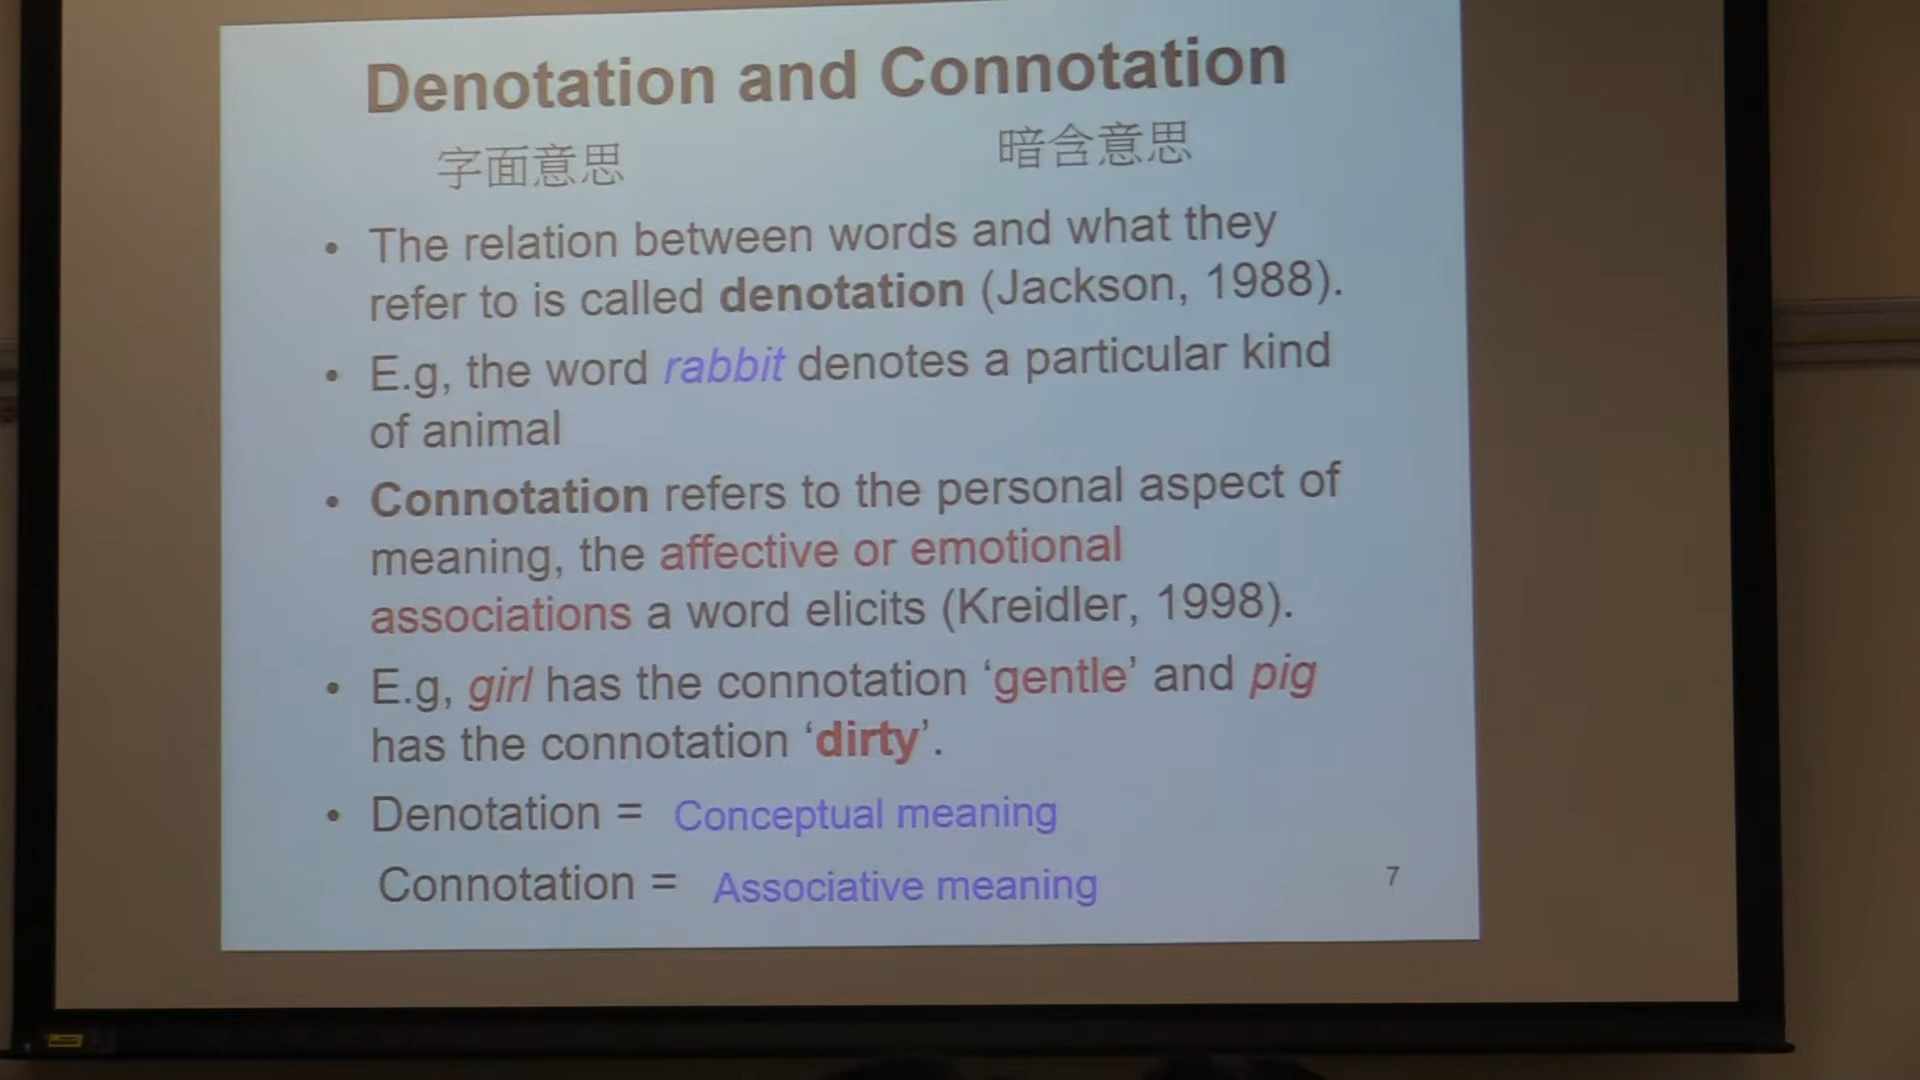 Denotation and Connotation
字面意思 暗含意思
• The relation between words and what they
refer to is called denotation (Jackson, 1988).
• E.g, the word rabbit denotes a particular kind
of animal
• Connotation refers to the personal aspect of
meaning, the affective or emotional
associations a word elicits (Kreidler, 1998).
• E.g, girl has the connotation ‘gentle’ and pig
has the connotation ‘dirty’.
• Denotation = Conceptual meaning
Connotation = Associative meaning
7